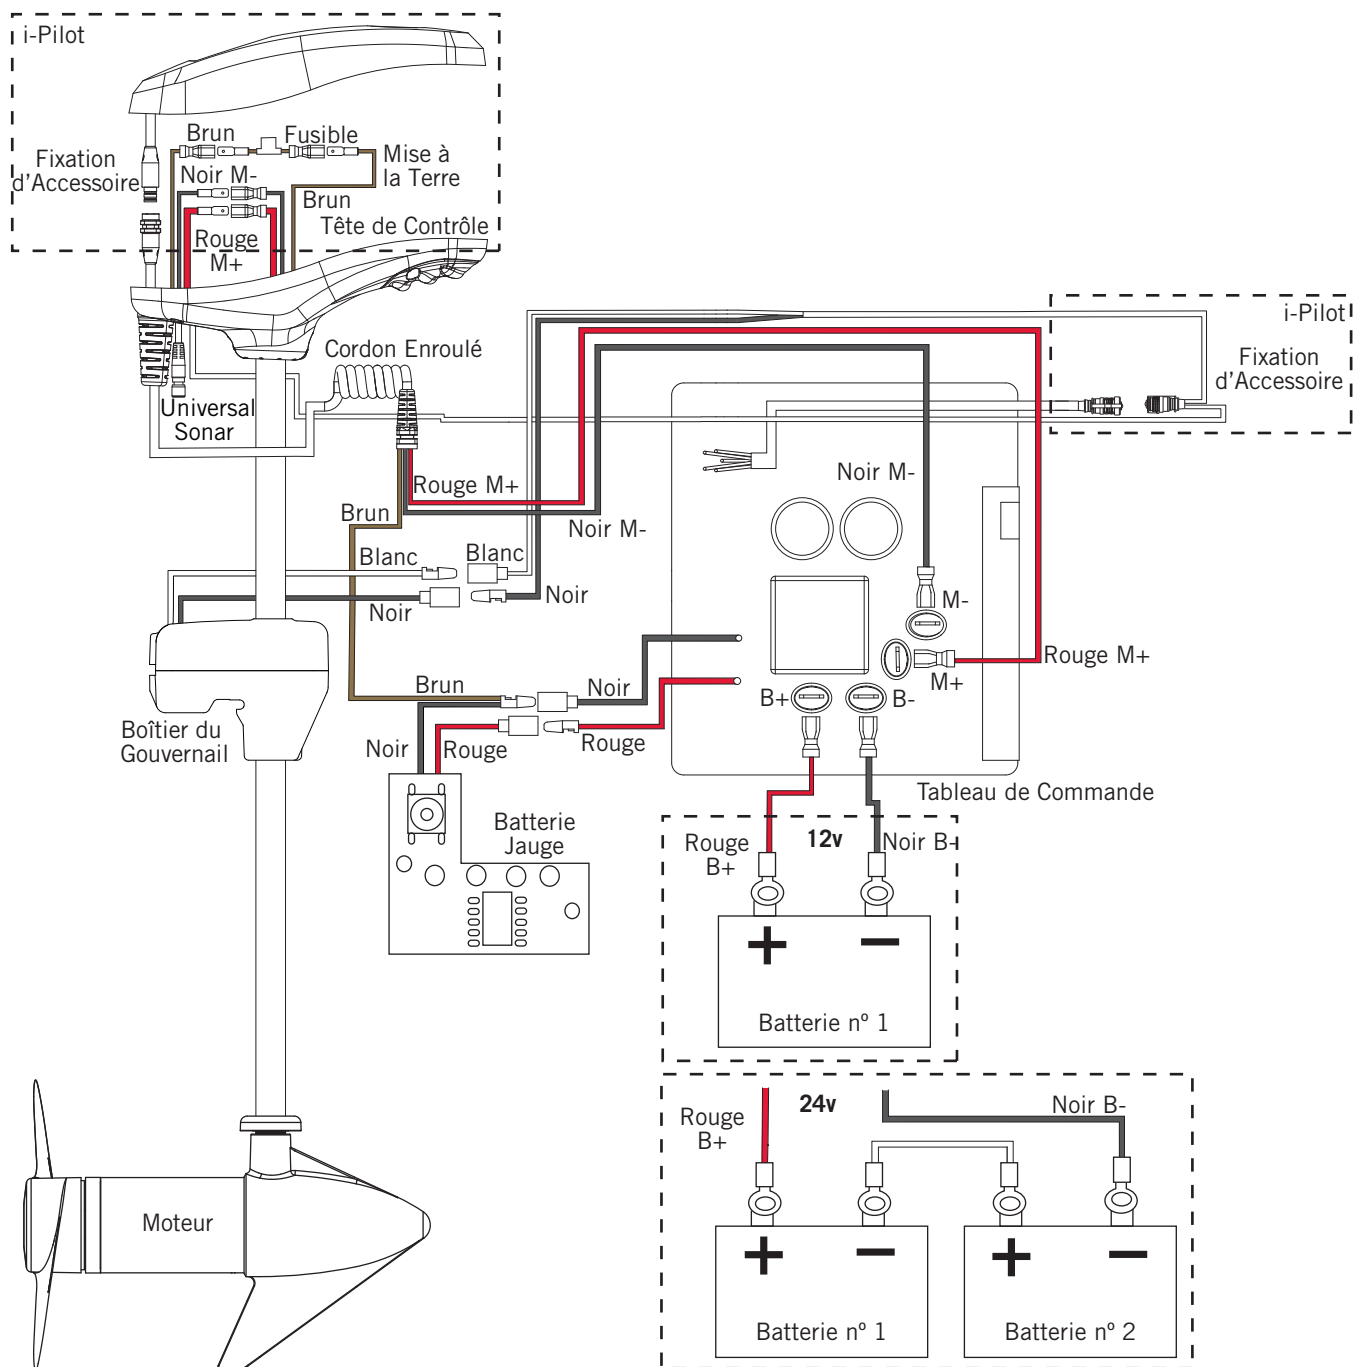 i-Pilot
Brun
Fusible
Fixation
d'Accessoire
Mise à
la Terre
Noir M-
Brun
Tête de Contrôle
Rouge
M+
i-Pilot
Cordon Enroulé
Fixation
d'Accessoire
Universal
Sonar
Noir M-
Rouge M+
Brun
Noir M-
Blanc
Blanc
Noir
Noir
M-
Rouge M+
M+
Brun
Noir
B+
B-
Boîtier du
Gouvernail
Noir
Rouge
Rouge
Tableau de Commande
Batterie
Jauge
12v
Rouge
B+
Noir B-
Batterie nº 1
24v
Noir B-
Rouge
B+
Moteur
Batterie nº 1
Batterie nº 2